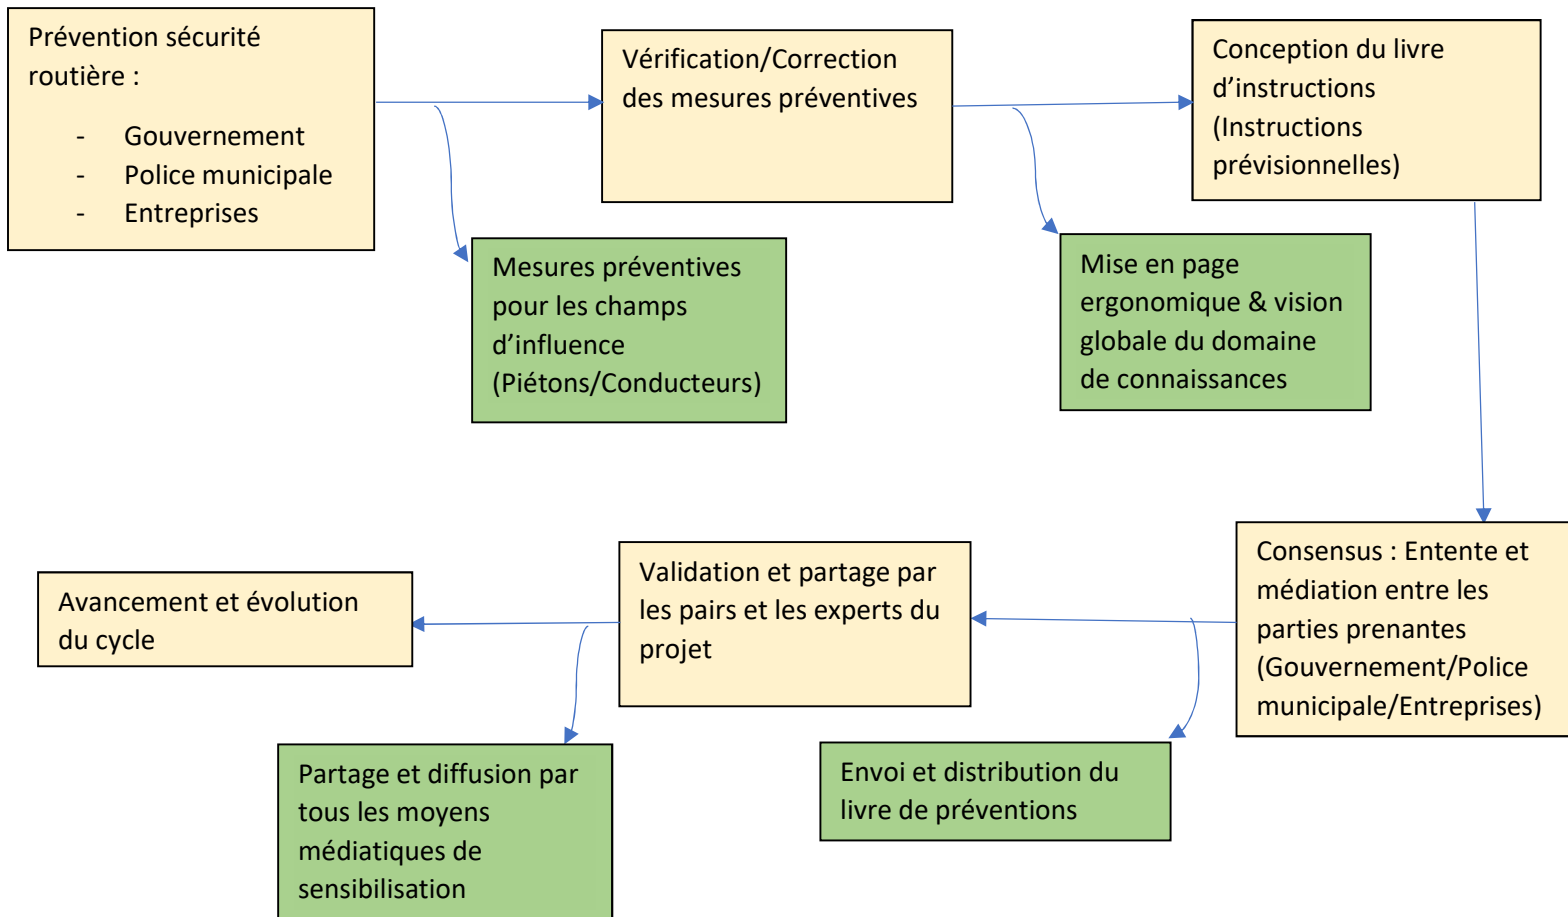 Prévention sécurité
routière :
- Gouvernement
- Police municipale
- Entreprises
Vérification/Correction
des mesures préventives
Conception du livre
d’instructions
(Instructions
prévisionnelles)
Mesures préventives
pour les champs
d’influence
(Piétons/Conducteurs)
Mise en page
ergonomique & vision
globale du domaine
de connaissances
Consensus : Entente et
médiation entre les
parties prenantes
(Gouvernement/Police
municipale/Entreprises)
Validation et partage par
les pairs et les experts du
projet
Avancement et évolution
du cycle
Envoi et distribution du
livre de préventions
Partage et diffusion par
tous les moyens
médiatiques de
sensibilisation